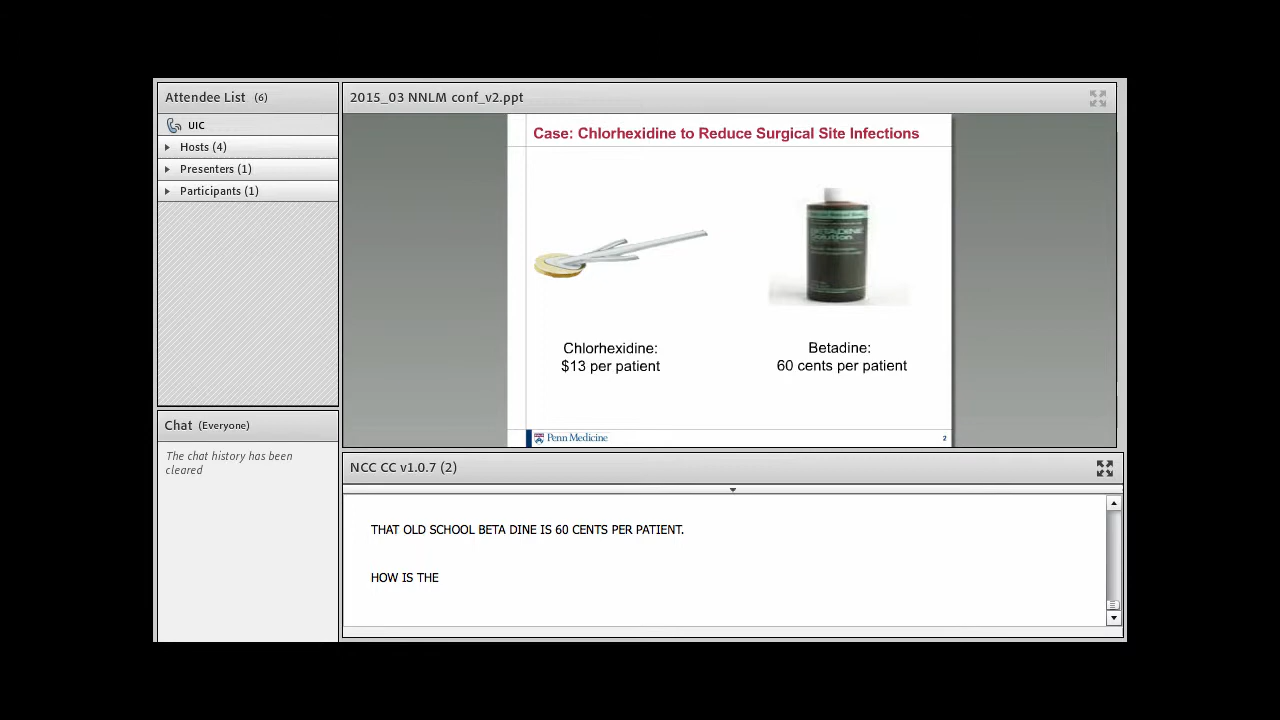 Attendee List (6)
UIC
Hosts (4)
Presenters (1)
Participants (1)
Chat (Everyone)
The chat history has been
cleared
2015_03 NNLM conf_v2.ppt
Case: Chlorhexidine to Reduce Surgical Site Infections
BETADINE
solution
Chlorhexidine:
$13 per patient
Betadine:
60 cents per patient
Penn Medicine
2
NCC CC v1.0.7 (2)
THAT OLD SCHOOL BETA DINE IS 60 CENTS PER PATIENT.
HOW IS THE